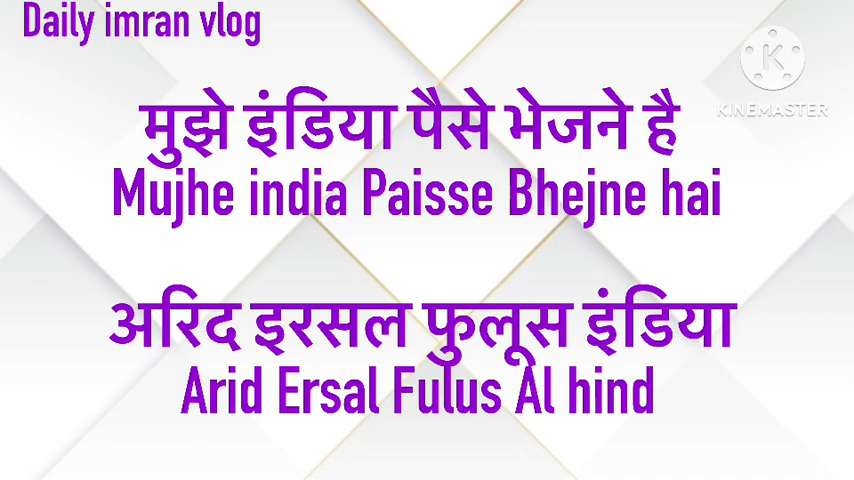 Daily imran vlog
KINEMASTER
मुझे इंडिया पैसे भेजने है
Mujhe india Paisse Bhejne hai
अरिद इरसल फुलूस इंडिया
Arid Ersal Fulus Al hind